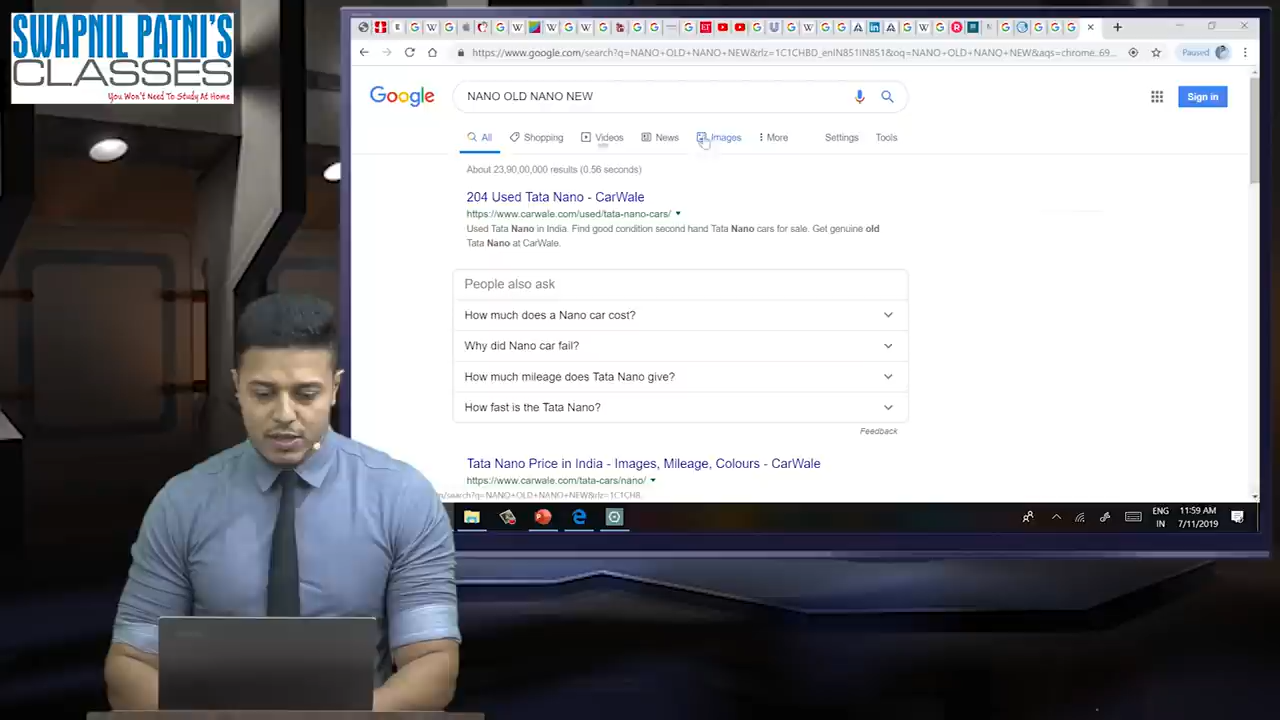 SWAPNIL PATNI'S
CLASSES
You Won't Need To Study At Home
https://www.google.com/search?q=NANO+OLD+NANO+NEW&rlz=1C1CHBD_enIN851IN851&oq=NANO+OLD+NANO+NEW&aqs=chrome..69...
Paused
Google
NANO OLD NANO NEW
Sign in
All
Shopping
Videos
News
Images
More
Settings
Tools
About 23,90,00,000 results (0.56 seconds)
204 Used Tata Nano - CarWale
https://www.carwale.com/used/tata-nano-cars/
Used Tata Nano in India. Find good condition second hand Tata Nano cars for sale. Get genuine old
Tata Nano at CarWale.
People also ask
How much does a Nano car cost?
Why did Nano car fail?
How much mileage does Tata Nano give?
How fast is the Tata Nano?
Feedback
Tata Nano Price in India - Images, Mileage, Colours - CarWale
https://www.carwale.com/tata-cars/nano/
ENG
IN
11:59 AM
7/11/2019